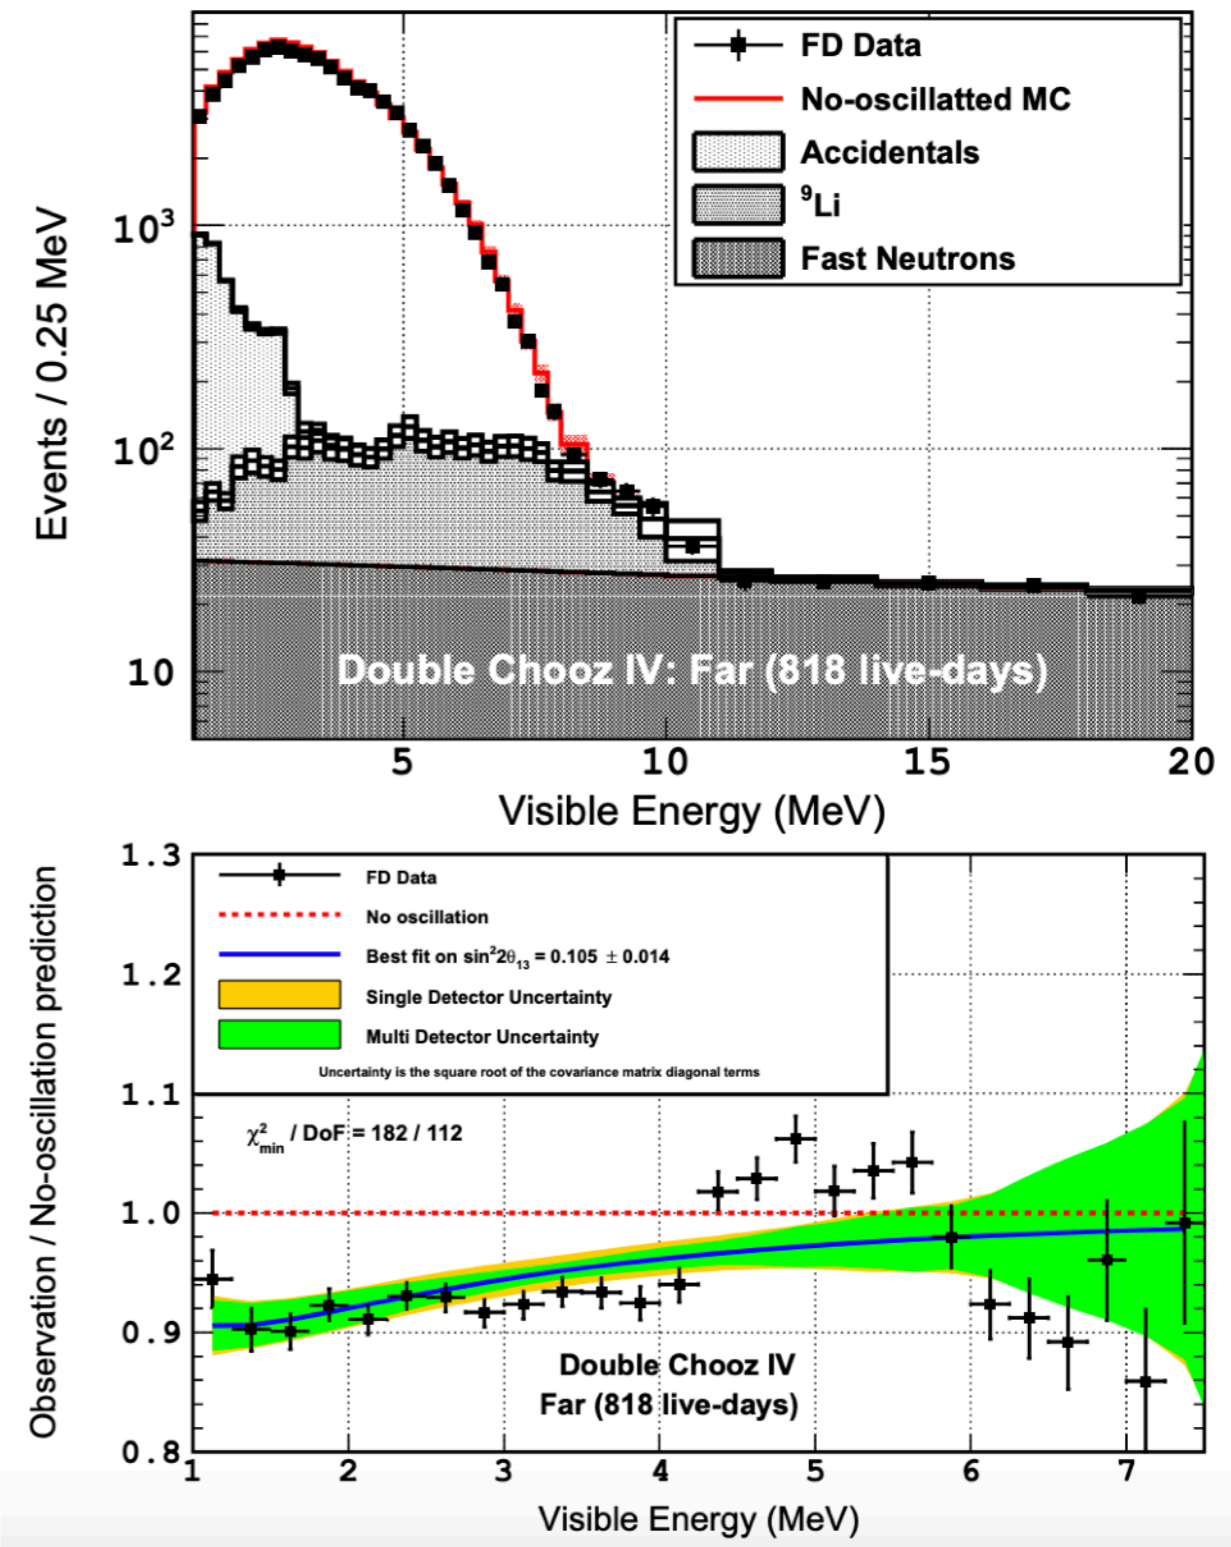 FD Data
No-oscillatted MC
Accidentals
⁹Li
Fast Neutrons
Events / 0.25 MeV
10³
10²
10
Double Chooz IV: Far (818 live-days)
5 10 15 20
Visible Energy (MeV)
Observation / No-oscillation prediction
1.3
1.2
1.1
1.0
0.9
0.8
FD Data
No oscillation
Best fit on sin²2θ₁₃ = 0.105 ± 0.014
Single Detector Uncertainty
Multi Detector Uncertainty
Uncertainty is the square root of the covariance matrix diagonal terms
χ²min / DoF = 182 / 112
Double Chooz IV
Far (818 live-days)
1 2 3 4 5 6 7
Visible Energy (MeV)